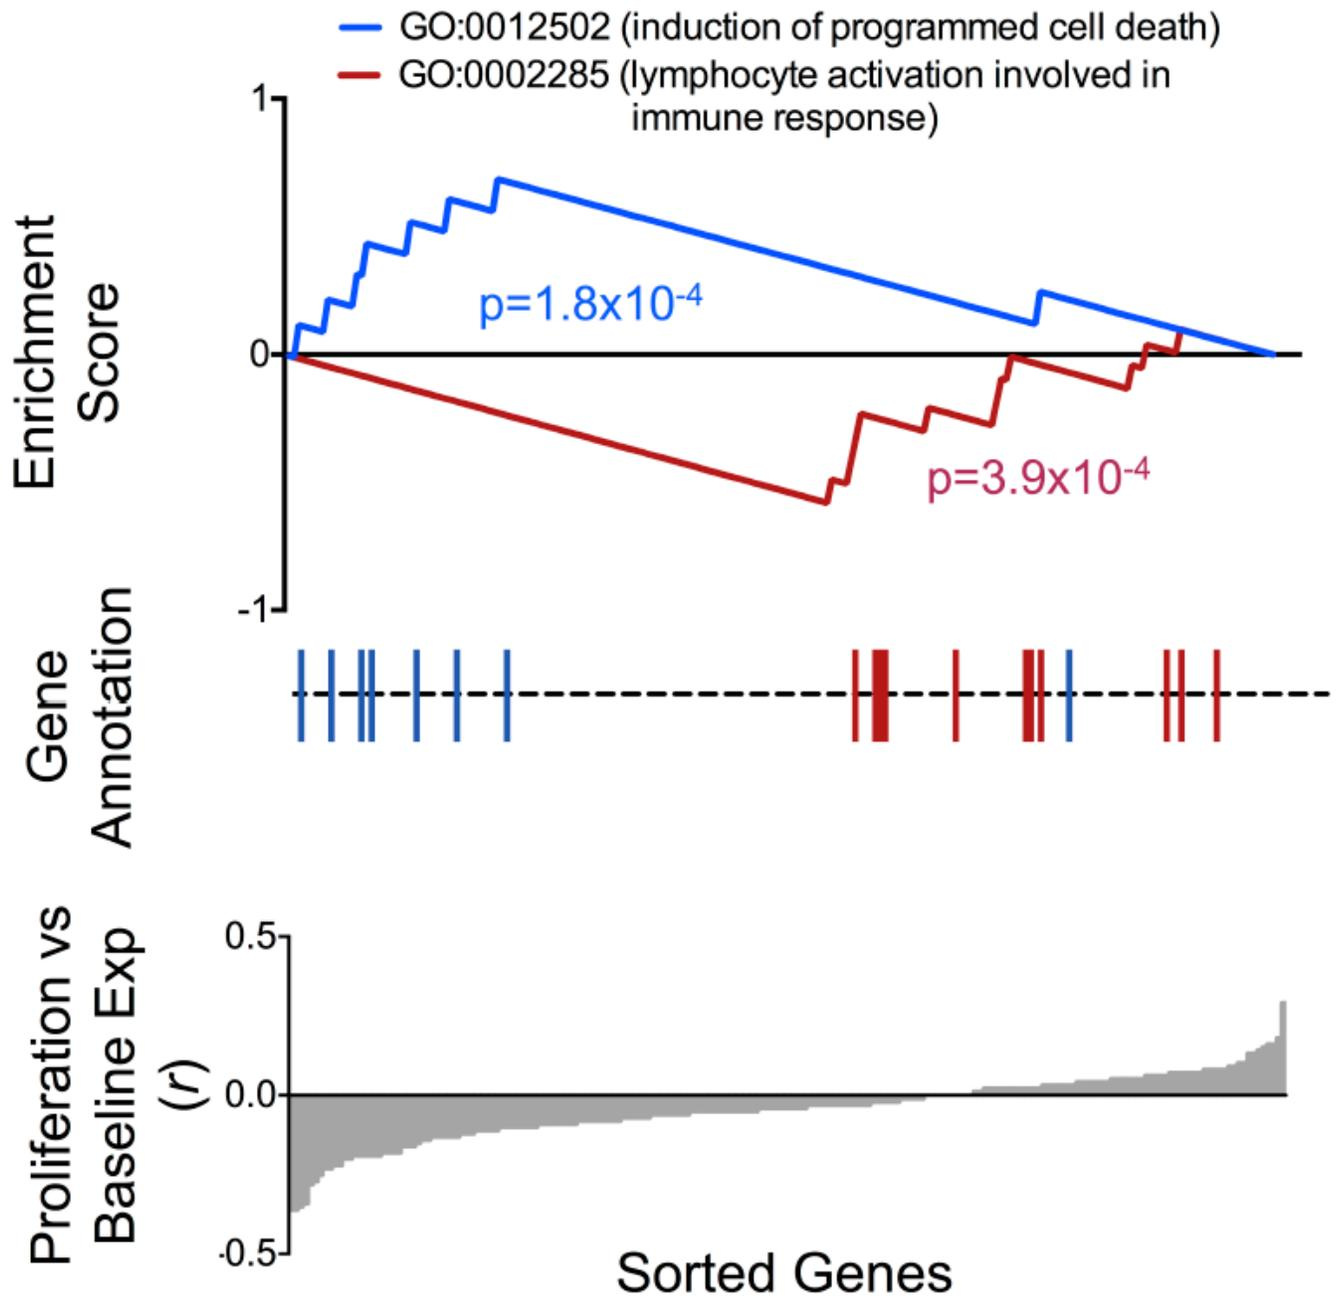 GO:0012502 (induction of programmed cell death)
GO:0002285 (lymphocyte activation involved in
immune response)
1
0
-1
Enrichment
Score
p=1.8x10⁻⁴
p=3.9x10⁻⁴
Gene
Annotation
Proliferation vs
Baseline Exp
(r)
0.5
0.0
-0.5
Sorted Genes